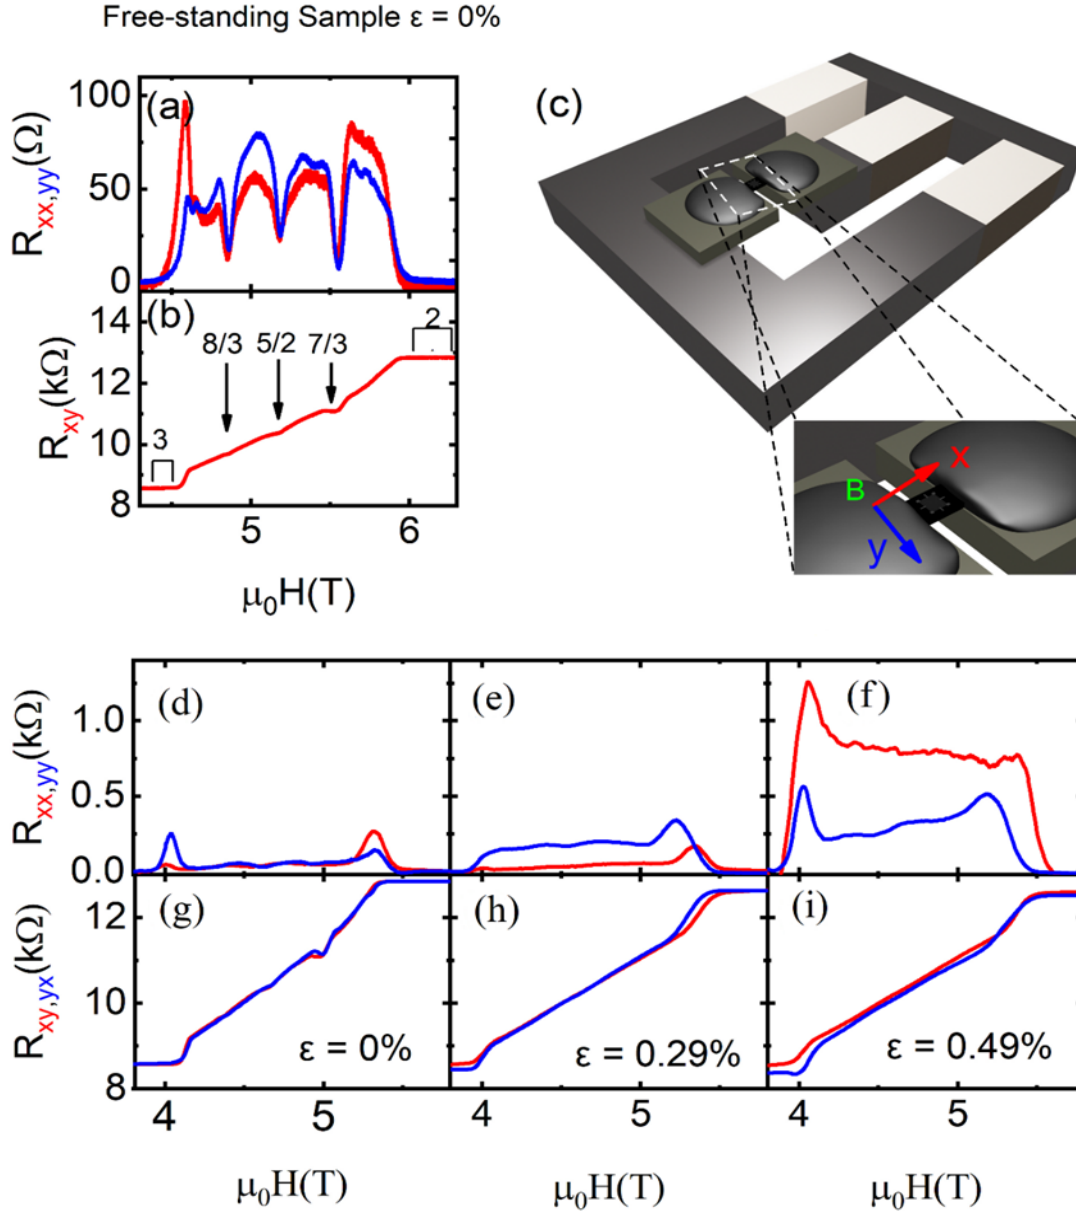 Free-standing Sample ε = 0%
(a)
100
50
0
R_xx,yy(Ω)
(b)
14
12
10
8
R_xy(kΩ)
8/3 5/2 7/3
2
3
5 6
μ₀H(T)
(c)
x
B
y
(d) (e) (f)
1.0
0.5
0.0
R_xx,yy(kΩ)
(g) (h) (i)
12
10
8
R_xy,yx(kΩ)
ε = 0% ε = 0.29% ε = 0.49%
4 5 4 5 4 5
μ₀H(T) μ₀H(T) μ₀H(T)